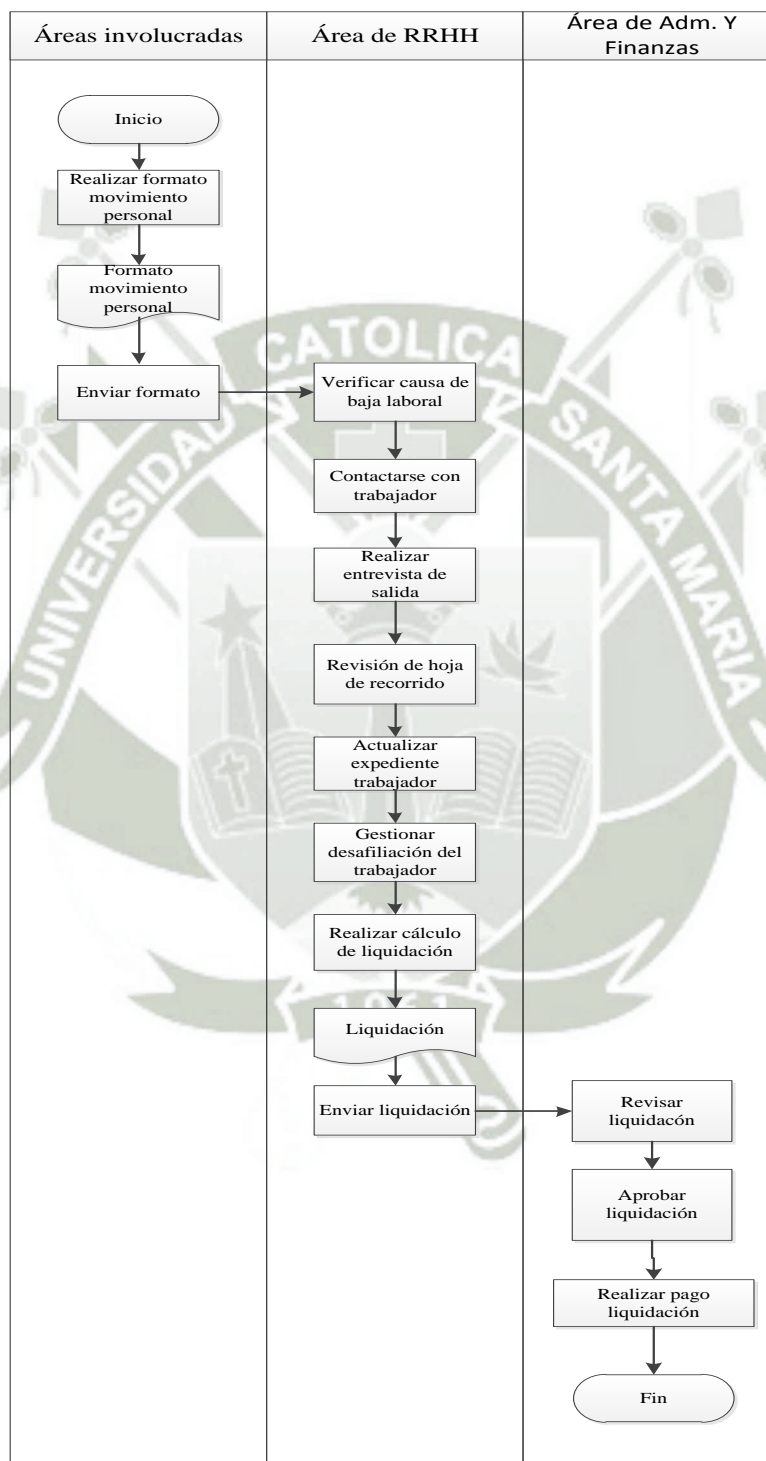 Áreas involucradas
Área de RRHH
Área de Adm. Y
Finanzas
Inicio
Realizar formato
movimiento
personal
Formato
movimiento
personal
Enviar formato
Verificar causa de
baja laboral
Contactarse con
trabajador
Realizar
entrevista de
salida
Revisión de hoja
de recorrido
Actualizar
expediente
trabajador
Gestionar
desafiliación del
trabajador
Realizar cálculo
de liquidación
Liquidación
Enviar liquidación
Revisar
liquidacón
Aprobar
liquidación
Realizar pago
liquidación
Fin
UNIVERSIDAD CATOLICA SANTA MARIA
1961